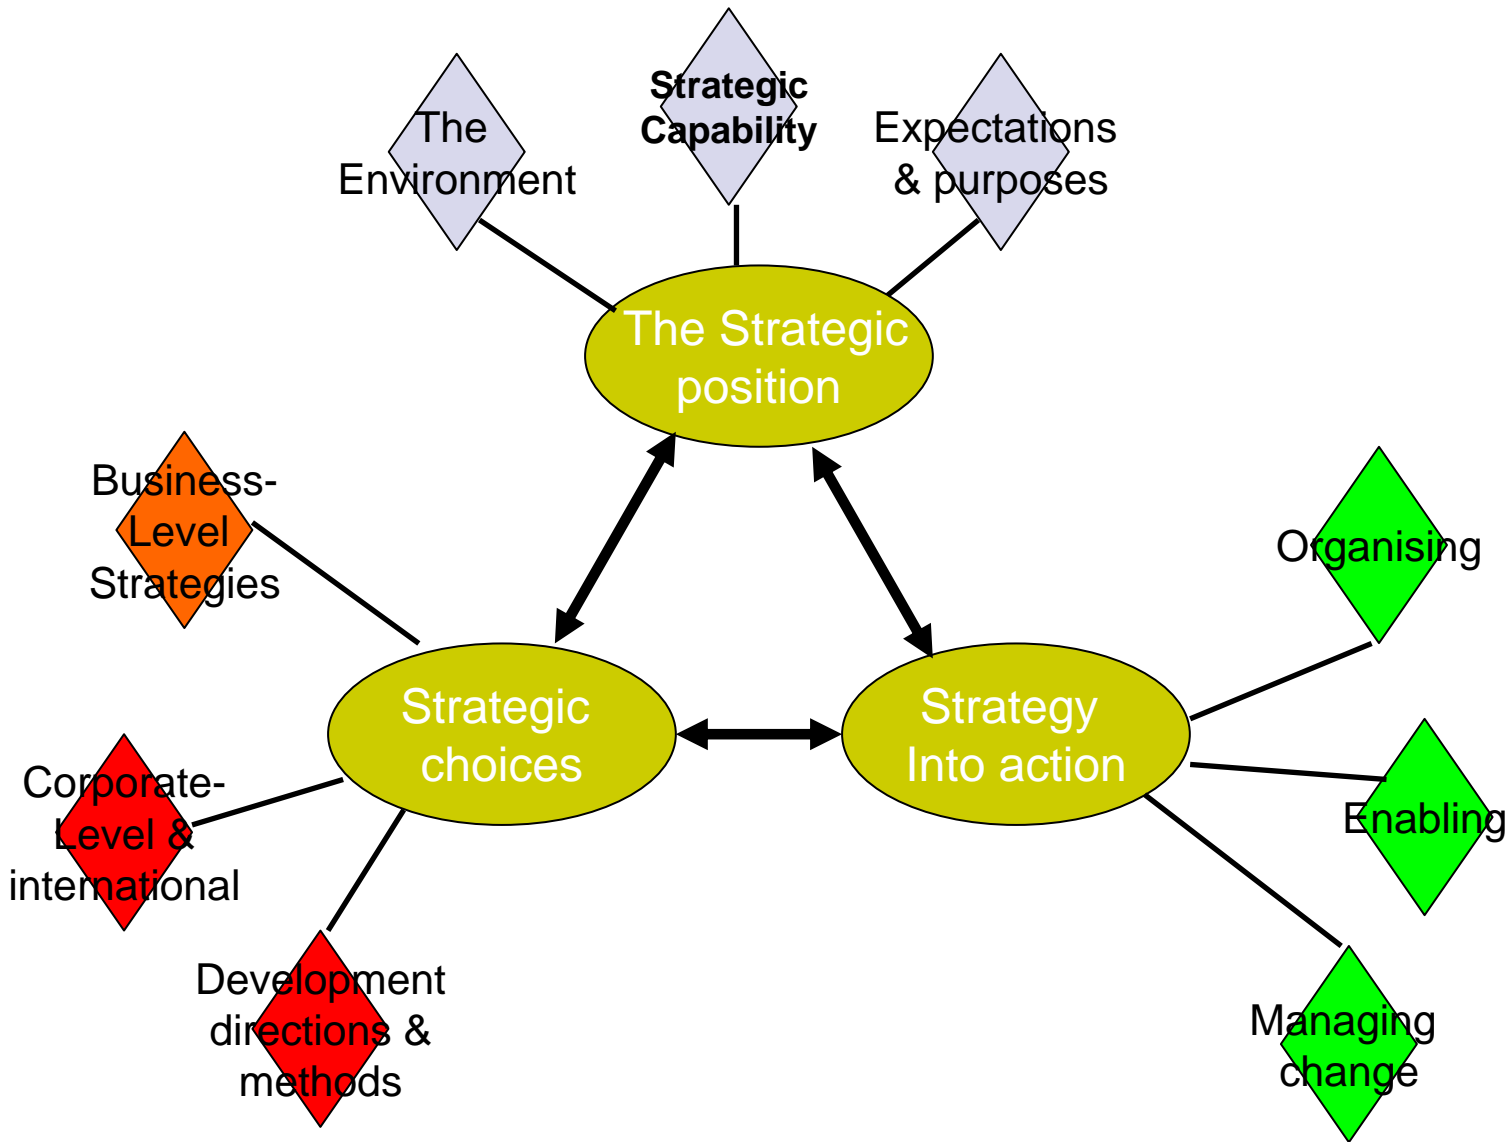 Strategic
Capability
The
Environment
Expectations
& purposes
The Strategic
position
Business-
Level
Strategies
Organising
Strategic
choices
Strategy
Into action
Corporate-
Level &
international
Enabling
Development
directions &
methods
Managing
change